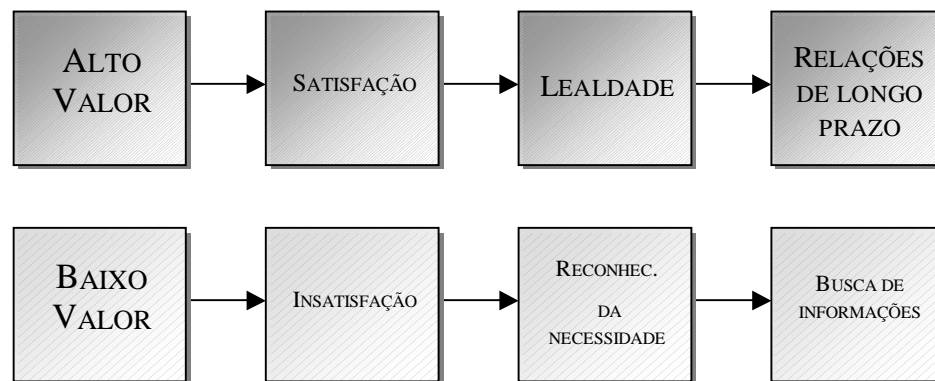 ALTO
VALOR
SATISFAÇÃO
LEALDADE
RELAÇÕES
DE LONGO
PRAZO
BAIXO
VALOR
INSATISFAÇÃO
RECONHEC.
DA
NECESSIDADE
BUSCA DE
INFORMAÇÕES